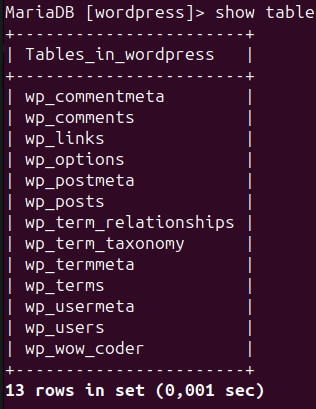 MariaDB [wordpress]> show table
+-----------------------+
| Tables_in_wordpress   |
+-----------------------+
| wp_commentmeta        |
| wp_comments           |
| wp_links              |
| wp_options            |
| wp_postmeta           |
| wp_posts              |
| wp_term_relationships |
| wp_term_taxonomy      |
| wp_termmeta           |
| wp_terms              |
| wp_usermeta           |
| wp_users              |
| wp_wow_coder          |
+-----------------------+
13 rows in set (0,001 sec)